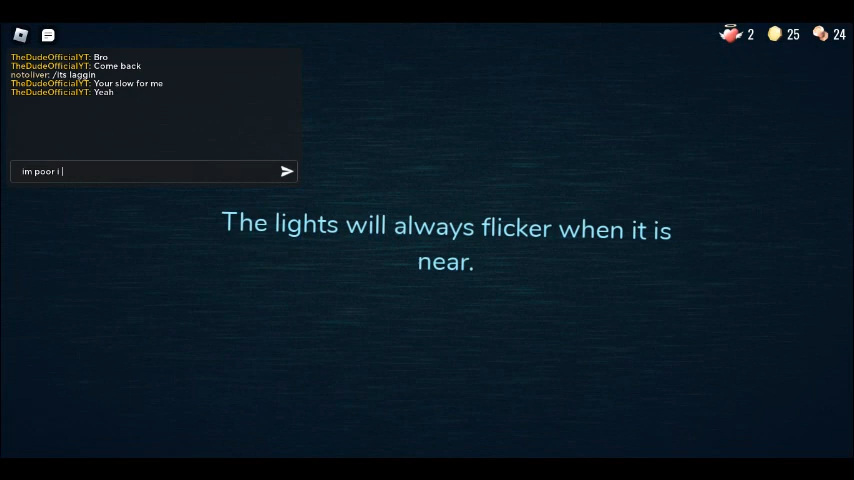 2
25
24
TheDudeOfficialYT: Bro
TheDudeOfficialYT: Come back
notoliver: /its laggin
TheDudeOfficialYT: Your slow for me
TheDudeOfficialYT: Yeah
im poor i
The lights will always flicker when it is
near.